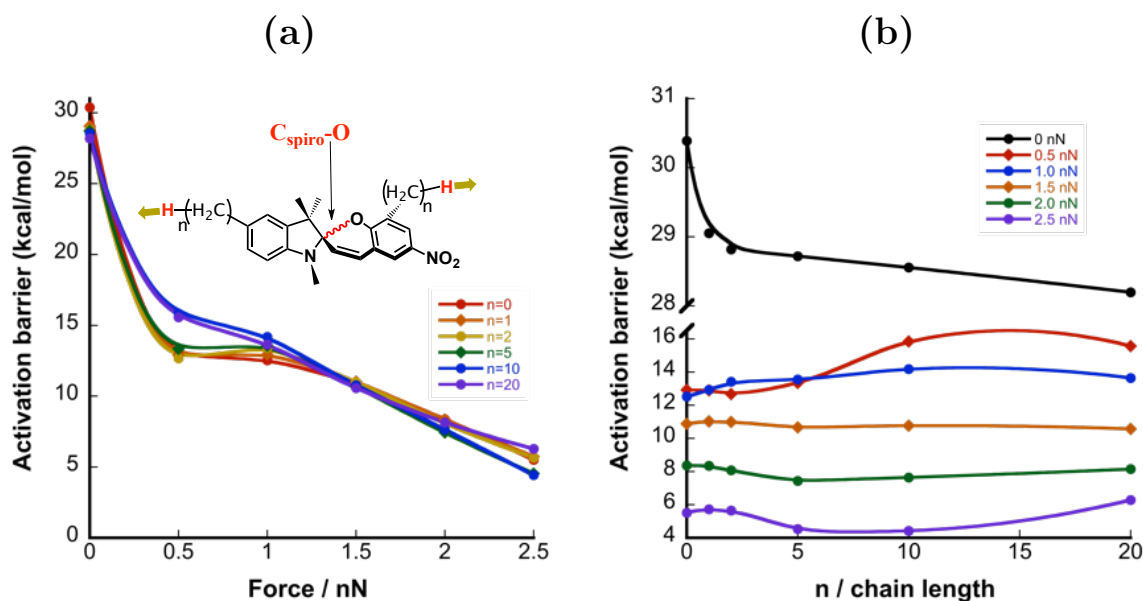 (a)
(b)
Activation barrier (kcal/mol)
30
25
20
15
10
5
0
0
0.5
1
1.5
2
2.5
Force / nN
C_spiro-O
H-(H₂C)n
(H₂C)n-H
O
N
NO₂
n=0
n=1
n=2
n=5
n=10
n=20
Activation barrier (kcal/mol)
31
30
29
28
16
14
12
10
8
6
4
0
5
10
15
20
n / chain length
0 nN
0.5 nN
1.0 nN
1.5 nN
2.0 nN
2.5 nN